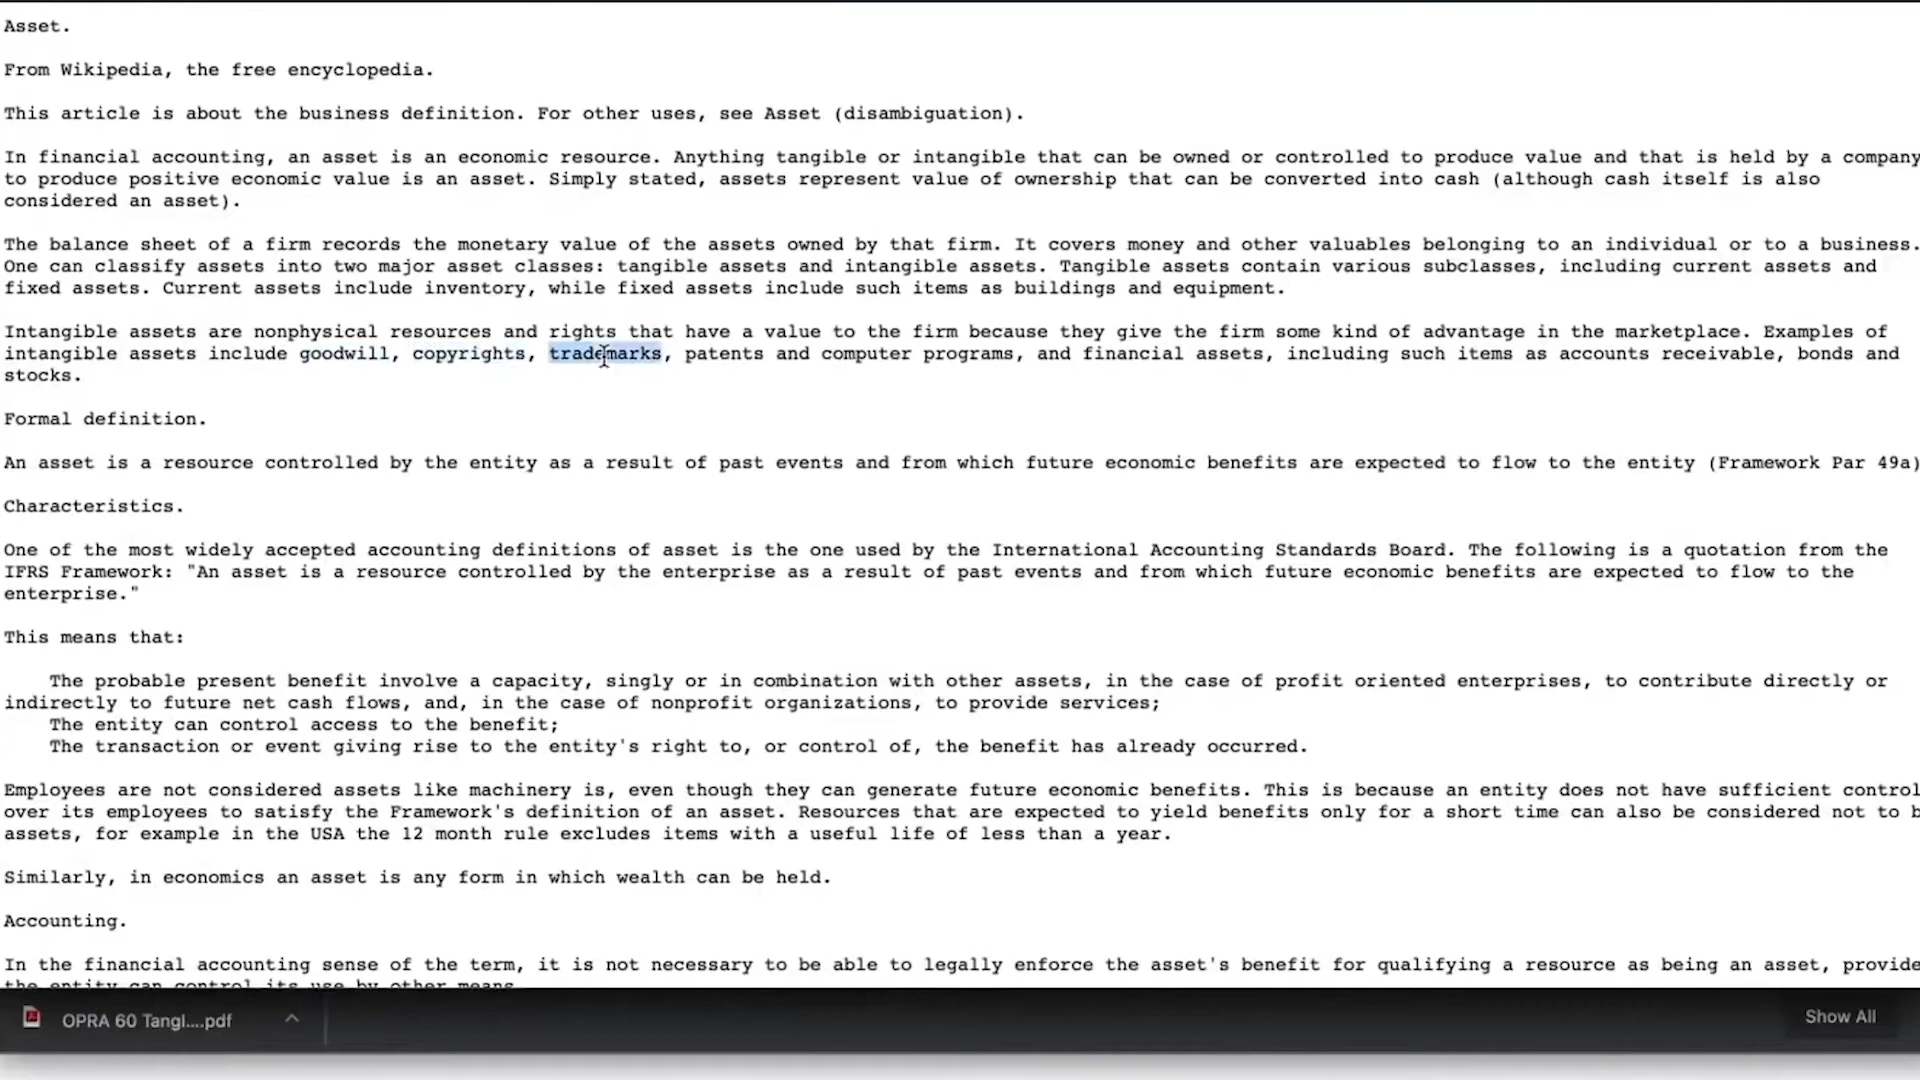 Asset.
From Wikipedia, the free encyclopedia.
This article is about the business definition. For other uses, see Asset (disambiguation).
In financial accounting, an asset is an economic resource. Anything tangible or intangible that can be owned or controlled to produce value and that is held by a company
to produce positive economic value is an asset. Simply stated, assets represent value of ownership that can be converted into cash (although cash itself is also
considered an asset).
The balance sheet of a firm records the monetary value of the assets owned by that firm. It covers money and other valuables belonging to an individual or to a business.
One can classify assets into two major asset classes: tangible assets and intangible assets. Tangible assets contain various subclasses, including current assets and
fixed assets. Current assets include inventory, while fixed assets include such items as buildings and equipment.
Intangible assets are nonphysical resources and rights that have a value to the firm because they give the firm some kind of advantage in the marketplace. Examples of
intangible assets include goodwill, copyrights, trademarks, patents and computer programs, and financial assets, including such items as accounts receivable, bonds and
stocks.
Formal definition.
An asset is a resource controlled by the entity as a result of past events and from which future economic benefits are expected to flow to the entity (Framework Par 49a)
Characteristics.
One of the most widely accepted accounting definitions of asset is the one used by the International Accounting Standards Board. The following is a quotation from the
IFRS Framework: "An asset is a resource controlled by the enterprise as a result of past events and from which future economic benefits are expected to flow to the
enterprise."
This means that:
The probable present benefit involve a capacity, singly or in combination with other assets, in the case of profit oriented enterprises, to contribute directly or
indirectly to future net cash flows, and, in the case of nonprofit organizations, to provide services;
The entity can control access to the benefit;
The transaction or event giving rise to the entity's right to, or control of, the benefit has already occurred.
Employees are not considered assets like machinery is, even though they can generate future economic benefits. This is because an entity does not have sufficient control
over its employees to satisfy the Framework's definition of an asset. Resources that are expected to yield benefits only for a short time can also be considered not to b
assets, for example in the USA the 12 month rule excludes items with a useful life of less than a year.
Similarly, in economics an asset is any form in which wealth can be held.
Accounting.
In the financial accounting sense of the term, it is not necessary to be able to legally enforce the asset's benefit for qualifying a resource as being an asset, provide
the entity can control its use by other means.
OPRA 60 Tangl....pdf
Show All